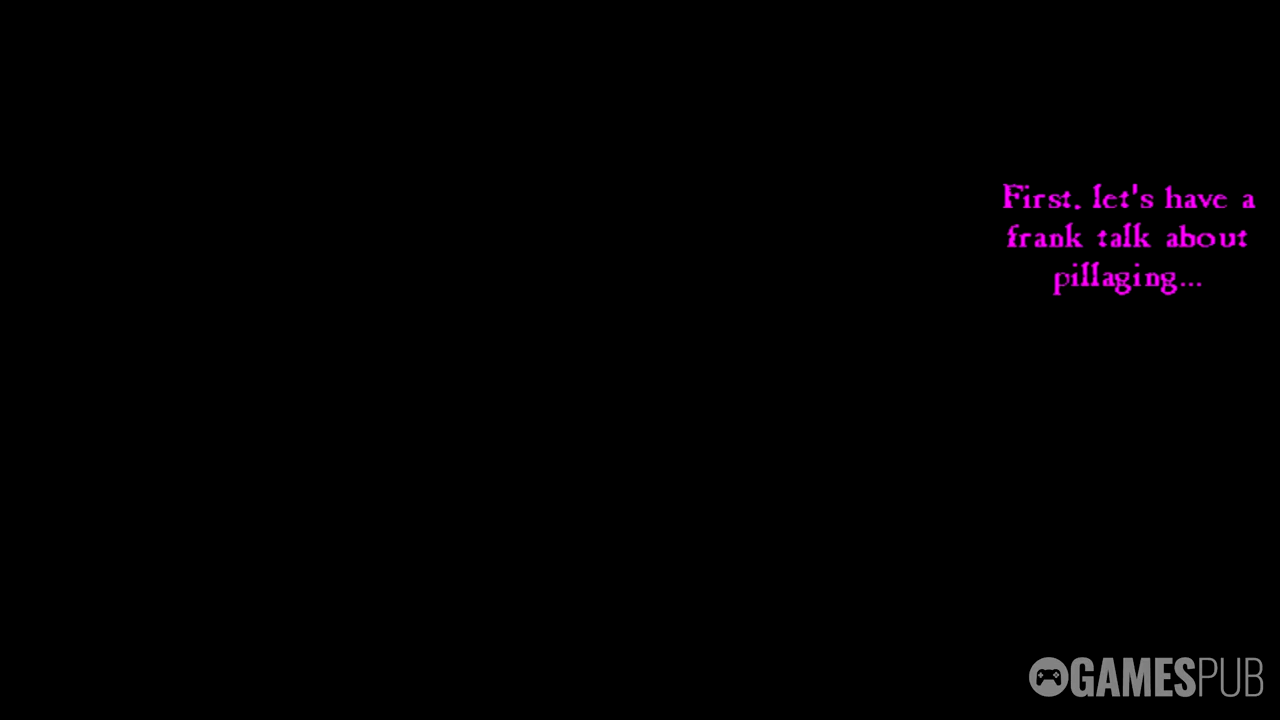 First, let's have a
frank talk about
pillaging...
GAMESPUB